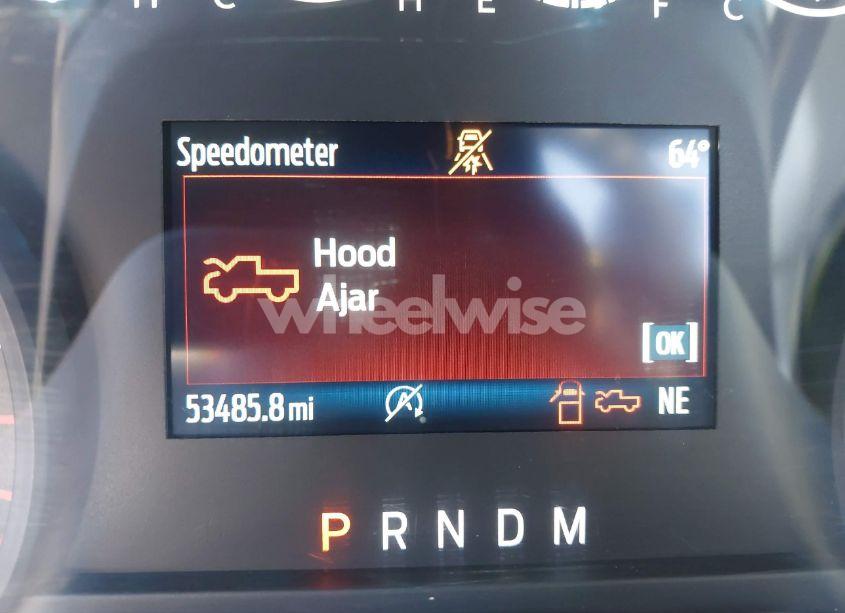 H C H E F C
Speedometer 64°
Hood
Ajar
wheelwise
[OK]
53485.8 mi NE
P R N D M